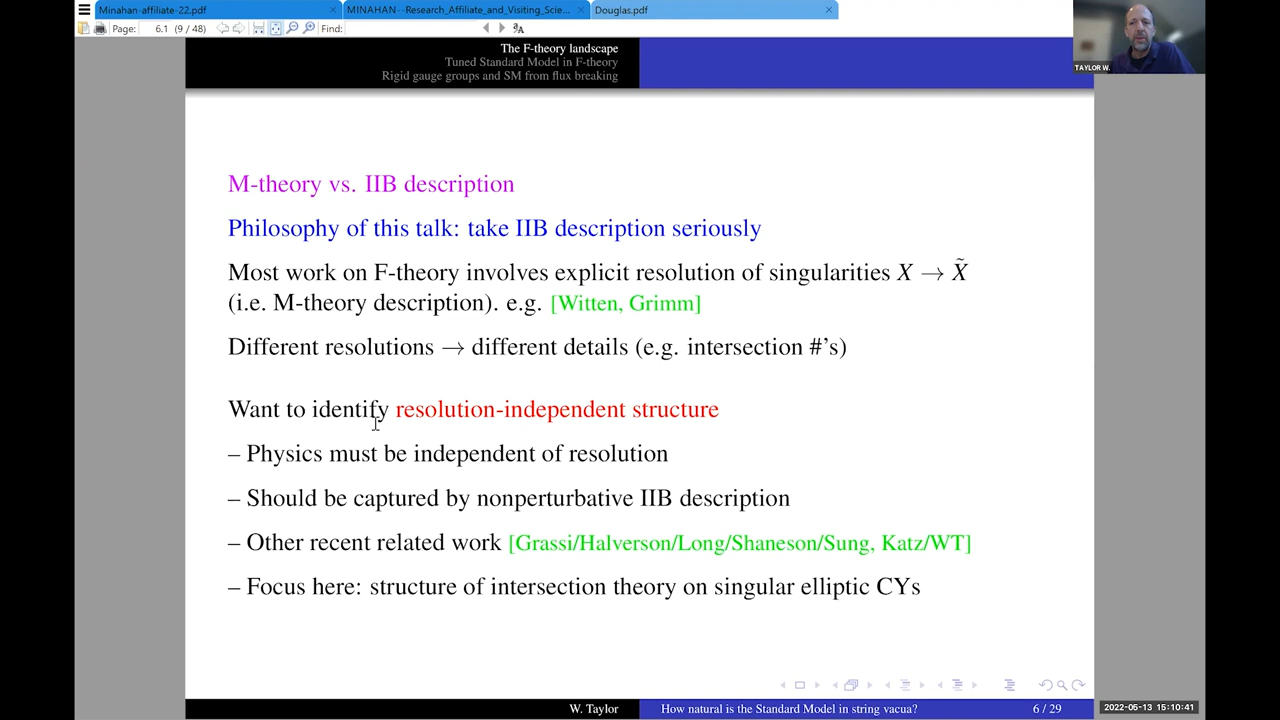 Minahan-affiliate-22.pdf
MINAHAN--Research_Affiliate_and_Visiting_Scie...
Douglas.pdf
Page:
6.1 (9 / 48)
Find:
TAYLOR W.
The F-theory landscape
Tuned Standard Model in F-theory
Rigid gauge groups and SM from flux breaking
M-theory vs. IIB description
Philosophy of this talk: take IIB description seriously
Most work on F-theory involves explicit resolution of singularities X → X̃
(i.e. M-theory description). e.g. [Witten, Grimm]
Different resolutions → different details (e.g. intersection #'s)
Want to identify resolution-independent structure
– Physics must be independent of resolution
– Should be captured by nonperturbative IIB description
– Other recent related work [Grassi/Halverson/Long/Shaneson/Sung, Katz/WT]
– Focus here: structure of intersection theory on singular elliptic CYs
W. Taylor
How natural is the Standard Model in string vacua?
6 / 29
2022-05-13 15:10:41